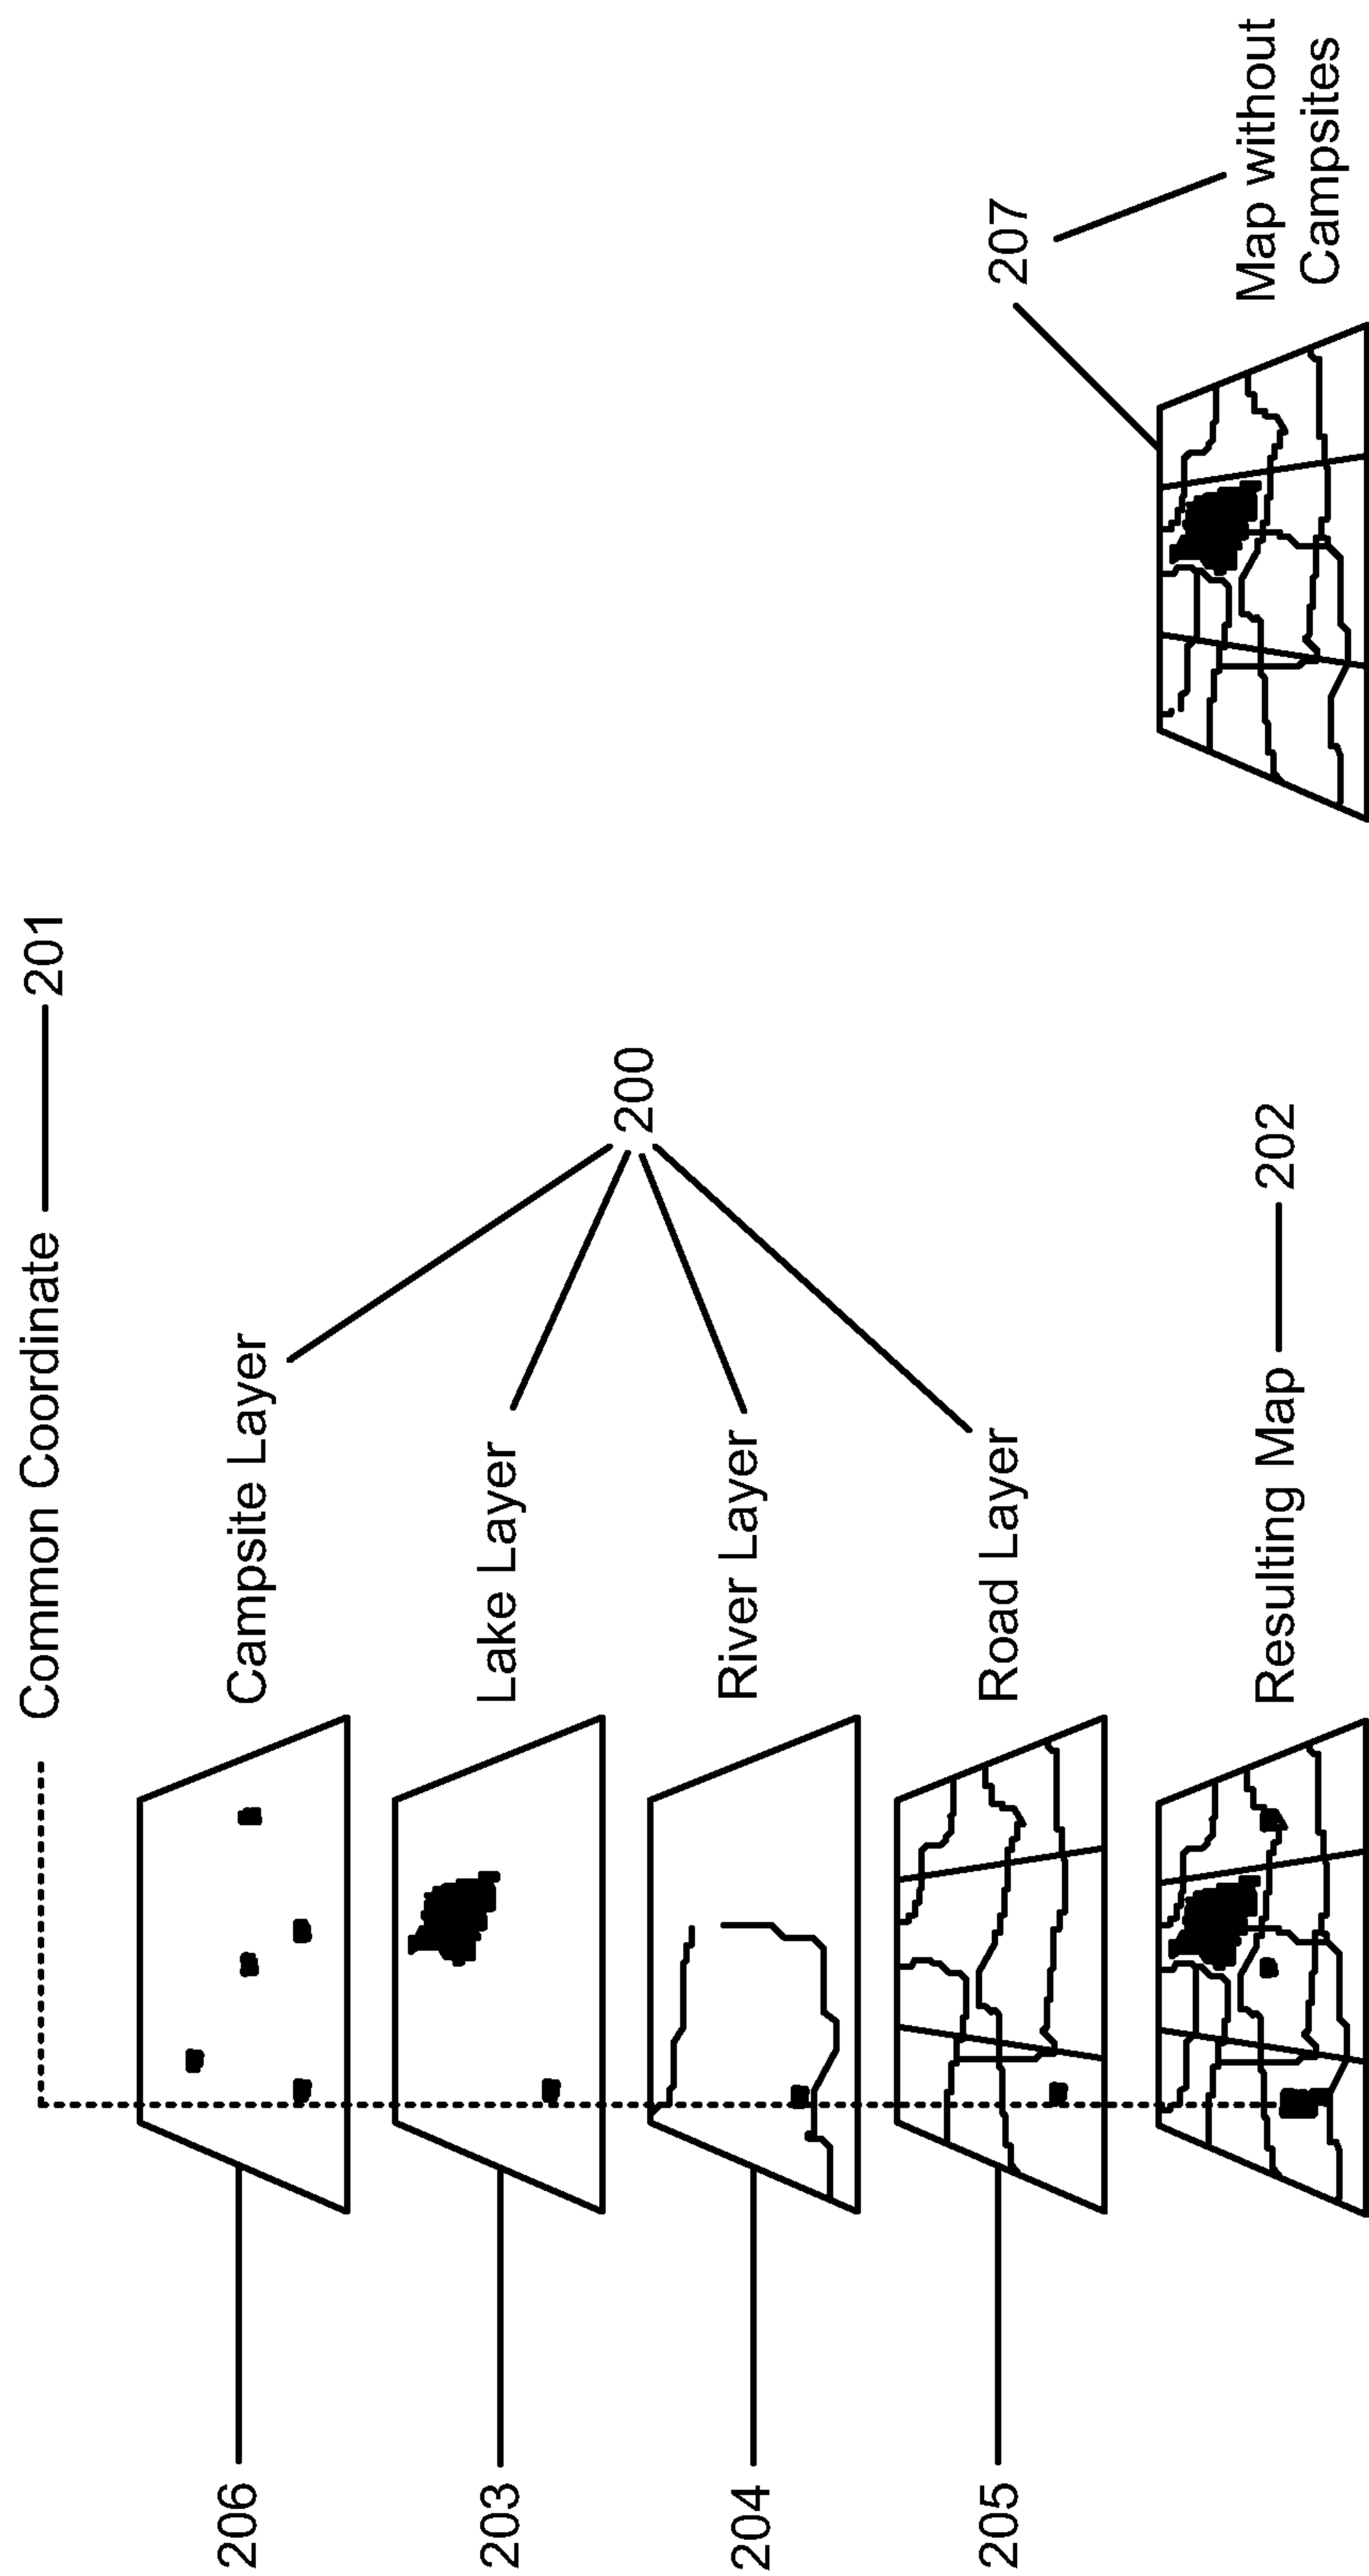 Common Coordinate
201
206
Campsite Layer
203
Lake Layer
200
204
River Layer
205
Road Layer
Resulting Map
202
207
Map without
Campsites